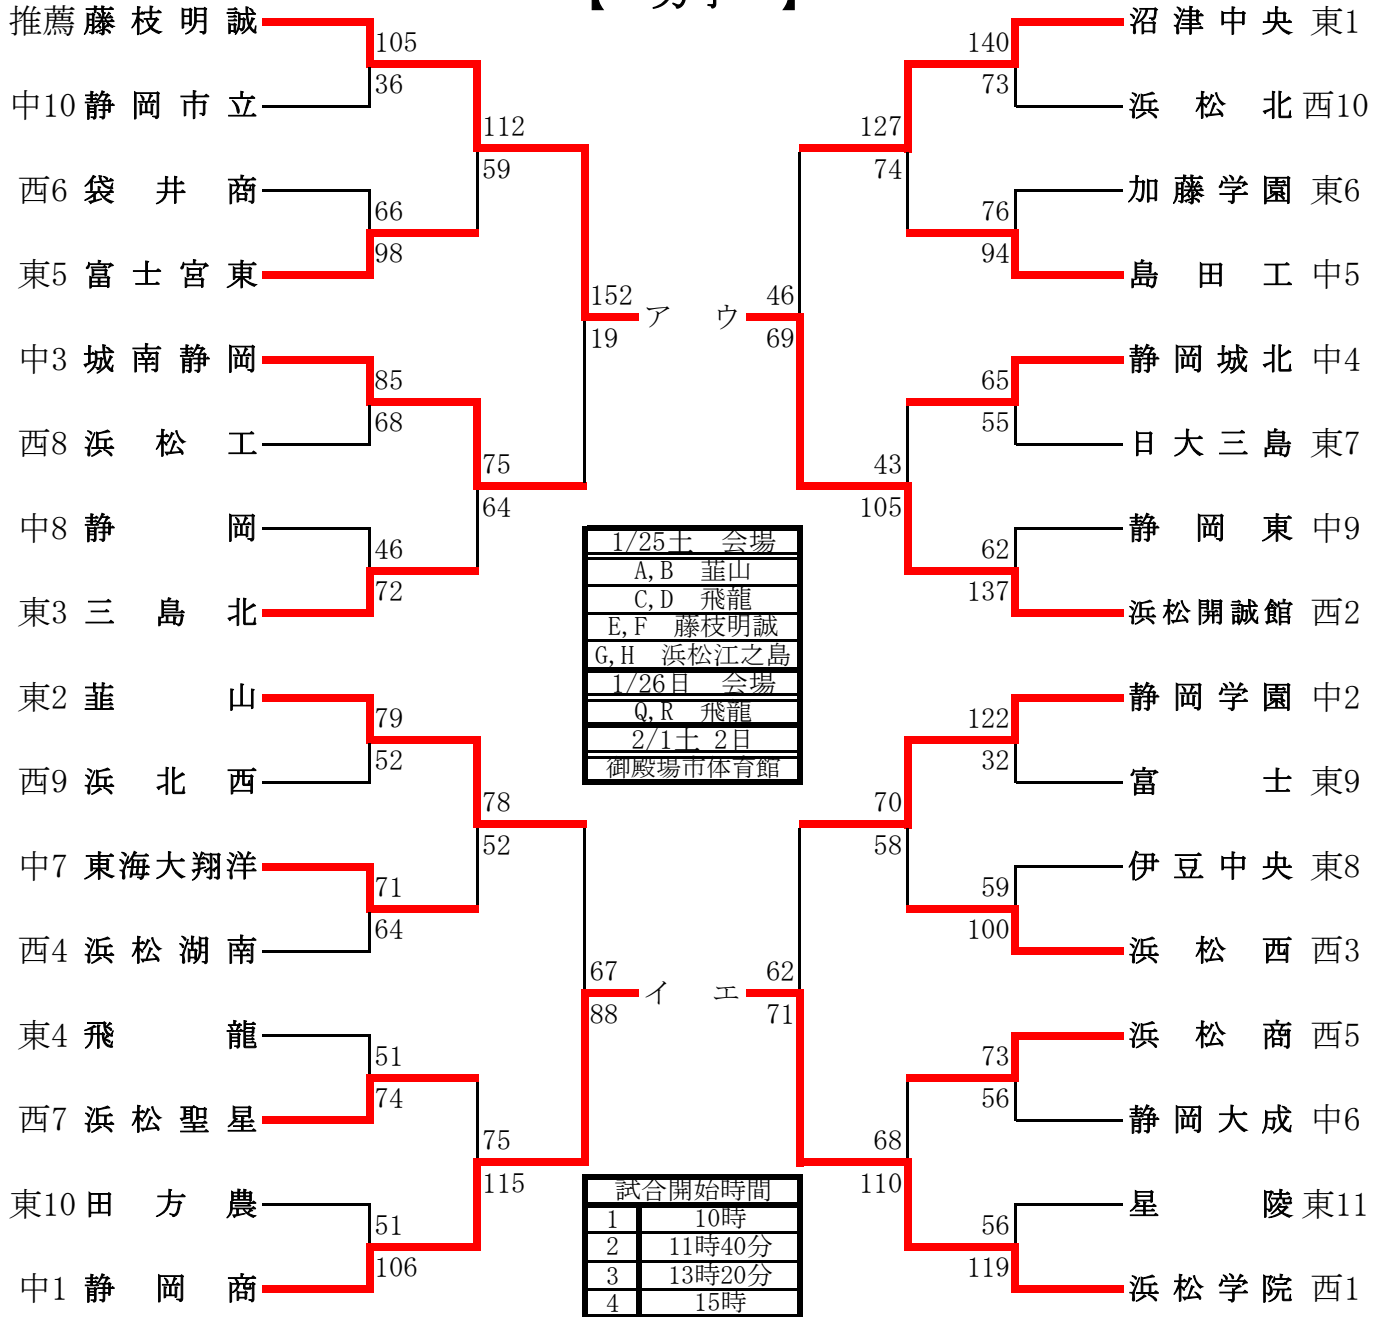 【 男子 】
推薦 藤枝明誠
105
36
中10 静岡市立
112
59
西6 袋井商
66
98
東5 富士宮東
152
19
ア
中3 城南静岡
85
68
西8 浜松工
75
64
中8 静岡
46
72
東3 三島北
東2 韮山
79
52
西9 浜北西
78
52
中7 東海大翔洋
71
64
西4 浜松湖南
67
88
イ
東4 飛龍
51
74
西7 浜松聖星
75
115
東10 田方農
51
106
中1 静岡商
1/25土 会場
A,B 韮山
C,D 飛龍
E,F 藤枝明誠
G,H 浜松江之島
1/26日 会場
Q,R 飛龍
2/1土 2日
御殿場市体育館
試合開始時間
1 10時
2 11時40分
3 13時20分
4 15時
沼津中央 東1
140
73
浜松北 西10
127
74
加藤学園 東6
76
94
島田工 中5
ウ
46
69
静岡城北 中4
65
55
日大三島 東7
43
105
静岡東 中9
62
137
浜松開誠館 西2
静岡学園 中2
122
32
富士 東9
70
58
伊豆中央 東8
59
100
浜松西 西3
エ
62
71
浜松商 西5
73
56
静岡大成 中6
68
110
星陵 東11
56
119
浜松学院 西1